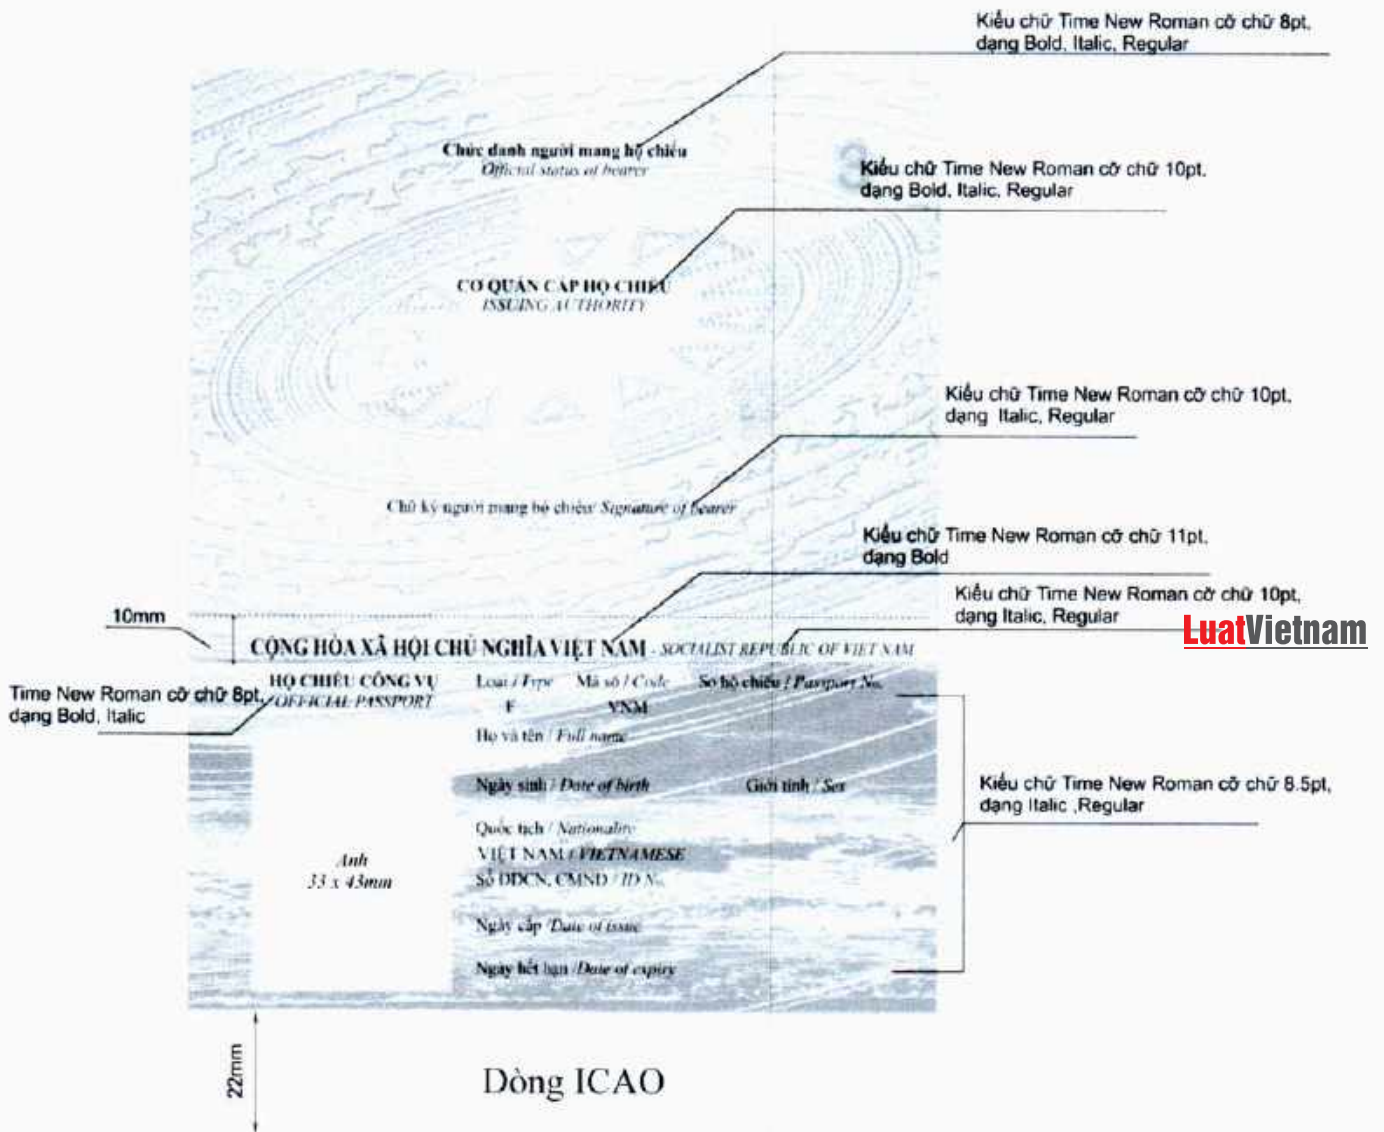 Kiểu chữ Time New Roman cỡ chữ 8pt,
dạng Bold, Italic, Regular
Chức danh người mang hộ chiếu
Official status of bearer
3
Kiểu chữ Time New Roman cỡ chữ 10pt,
dạng Bold, Italic, Regular
CƠ QUAN CẤP HỘ CHIẾU
ISSUING AUTHORITY
Kiểu chữ Time New Roman cỡ chữ 10pt,
dạng Italic, Regular
Chữ ký người mang hộ chiếu/ Signature of bearer
Kiểu chữ Time New Roman cỡ chữ 11pt,
dạng Bold
Kiểu chữ Time New Roman cỡ chữ 10pt,
dạng Italic, Regular
10mm
LuatVietnam
CỘNG HÒA XÃ HỘI CHỦ NGHĨA VIỆT NAM - SOCIALIST REPUBLIC OF VIET NAM
HỘ CHIẾU CÔNG VỤ
OFFICIAL PASSPORT
Time New Roman cỡ chữ 8pt,
dạng Bold, Italic
Loại / Type Mã số / Code Số hộ chiếu / Passport No.
VNM
Họ và tên / Full name
Ngày sinh / Date of birth Giới tính / Sex
Kiểu chữ Time New Roman cỡ chữ 8.5pt,
dạng Italic ,Regular
Quốc tịch / Nationality
VIỆT NAM / VIETNAMESE
Số DDCN, CMND / ID No.
Ảnh
33 x 43mm
Ngày cấp /Date of issue
Ngày hết hạn /Date of expiry
22mm
Dòng ICAO